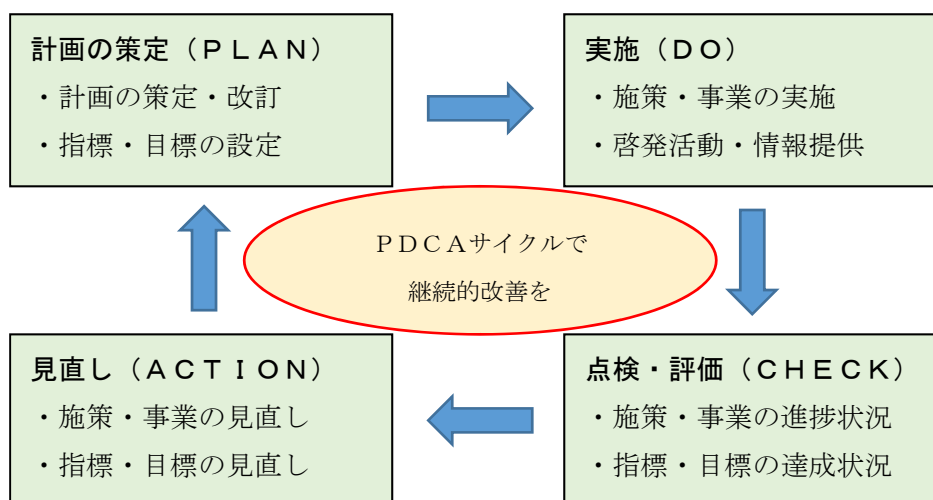 計画の策定（ＰＬＡＮ）
・計画の策定・改訂
・指標・目標の設定
実施（ＤＯ）
・施策・事業の実施
・啓発活動・情報提供
ＰＤＣＡサイクルで
継続的改善を
見直し（ＡＣＴＩＯＮ）
・施策・事業の見直し
・指標・目標の見直し
点検・評価（ＣＨＥＣＫ）
・施策・事業の進捗状況
・指標・目標の達成状況